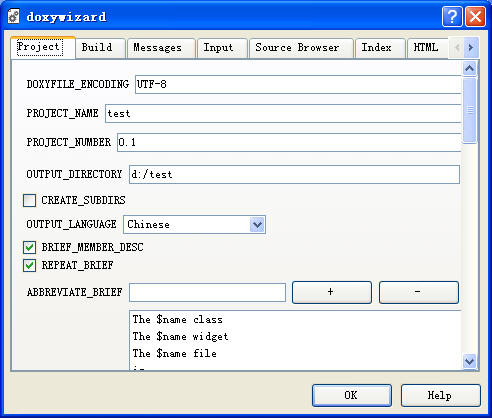 doxywizard
Project Build Messages Input Source Browser Index HTML
DOXYFILE_ENCODING UTF-8
PROJECT_NAME test
PROJECT_NUMBER 0.1
OUTPUT_DIRECTORY d:/test
CREATE_SUBDIRS
OUTPUT_LANGUAGE Chinese
BRIEF_MEMBER_DESC
REPEAT_BRIEF
ABBREVIATE_BRIEF + -
The $name class
The $name widget
The $name file
OK Help